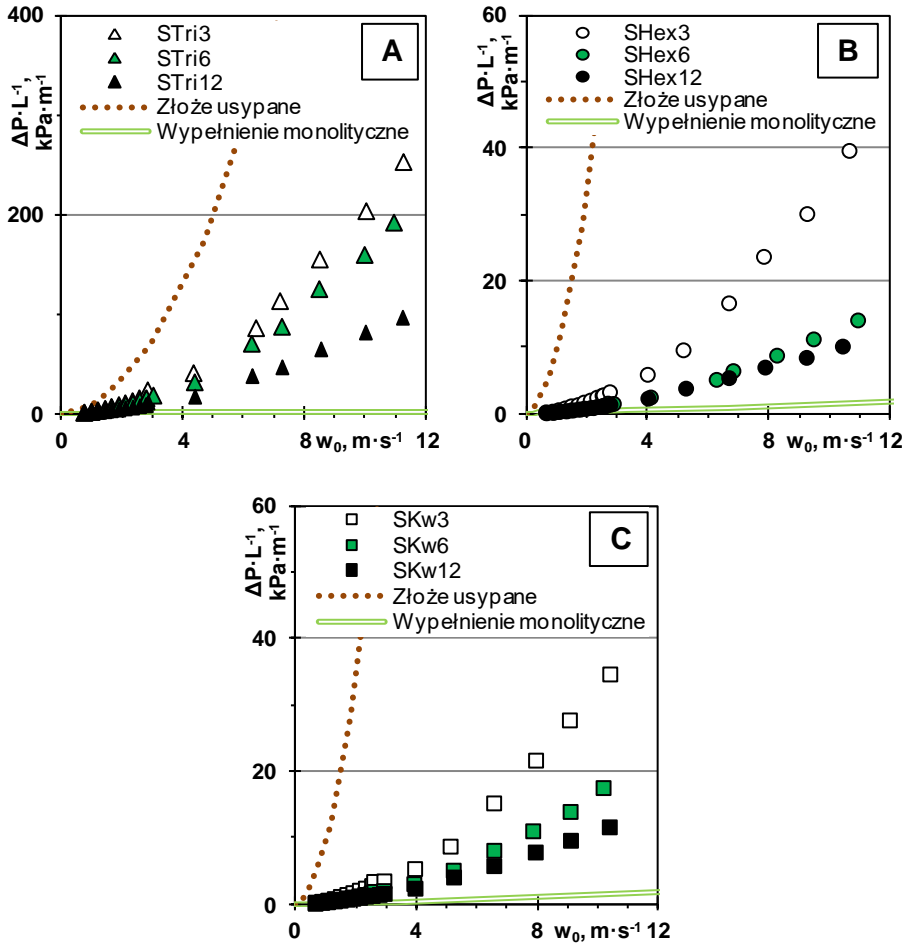 400
200
0
ΔP·L⁻¹,
kPa·m⁻¹
STri3
STri6
STri12
Złoże usypane
Wypełnienie monolityczne
A
0 4 8 w₀, m·s⁻¹ 12
60
40
20
0
ΔP·L⁻¹,
kPa·m⁻¹
SHex3
SHex6
SHex12
Złoże usypane
Wypełnienie monolityczne
B
0 4 8 w₀, m·s⁻¹ 12
60
40
20
0
ΔP·L⁻¹,
kPa·m⁻¹
SKw3
SKw6
SKw12
Złoże usypane
Wypełnienie monolityczne
C
0 4 8 w₀, m·s⁻¹ 12